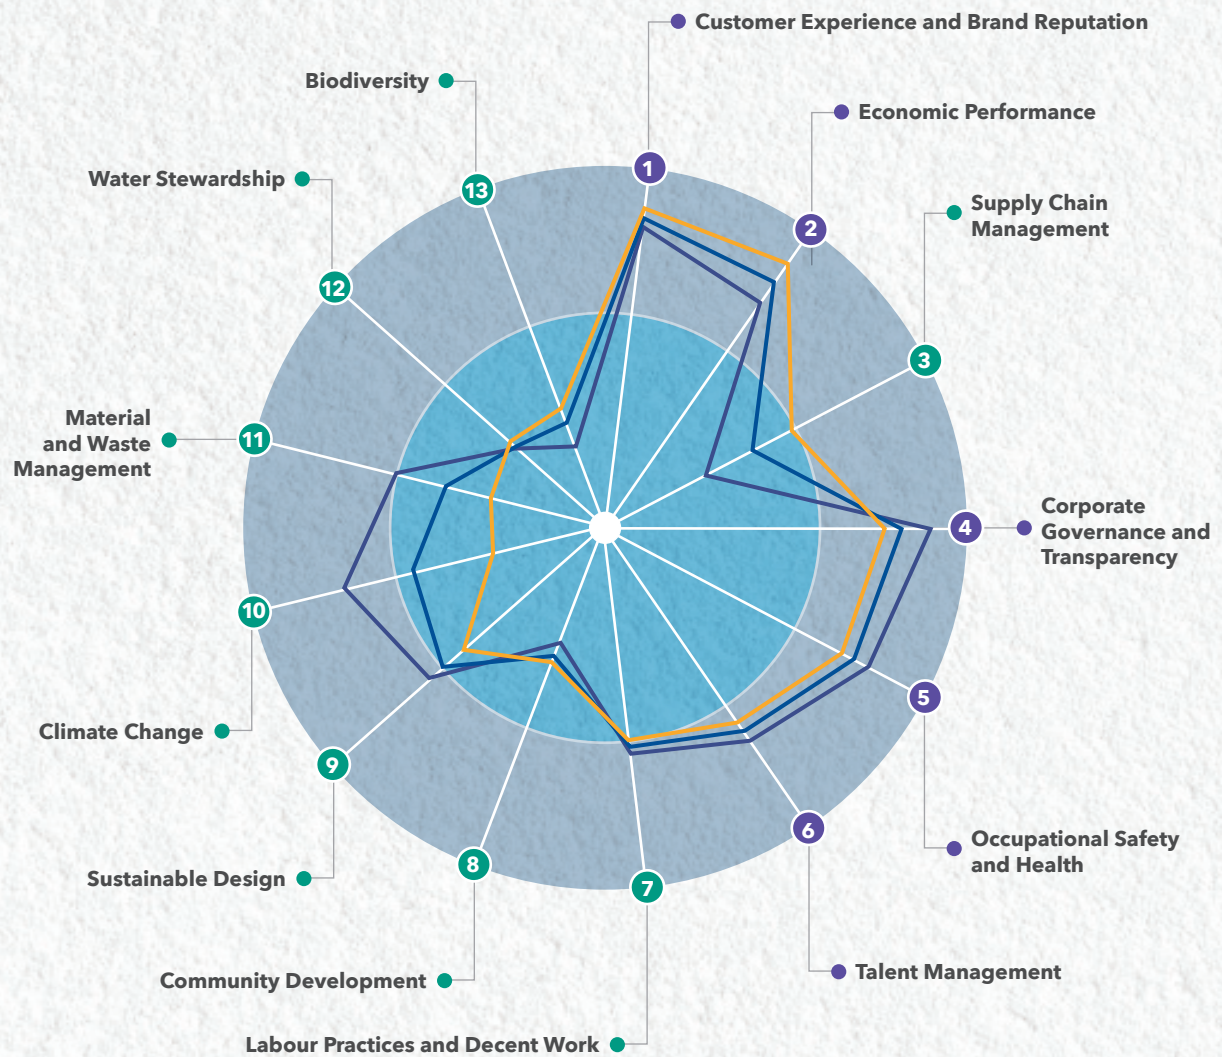 Customer Experience and Brand Reputation
Biodiversity
Economic Performance
Water Stewardship
Supply Chain
Management
Material
and Waste
Management
Corporate
Governance and
Transparency
Climate Change
Occupational Safety
and Health
Sustainable Design
Talent Management
Community Development
Labour Practices and Decent Work
1
2
3
4
5
6
7
8
9
10
11
12
13